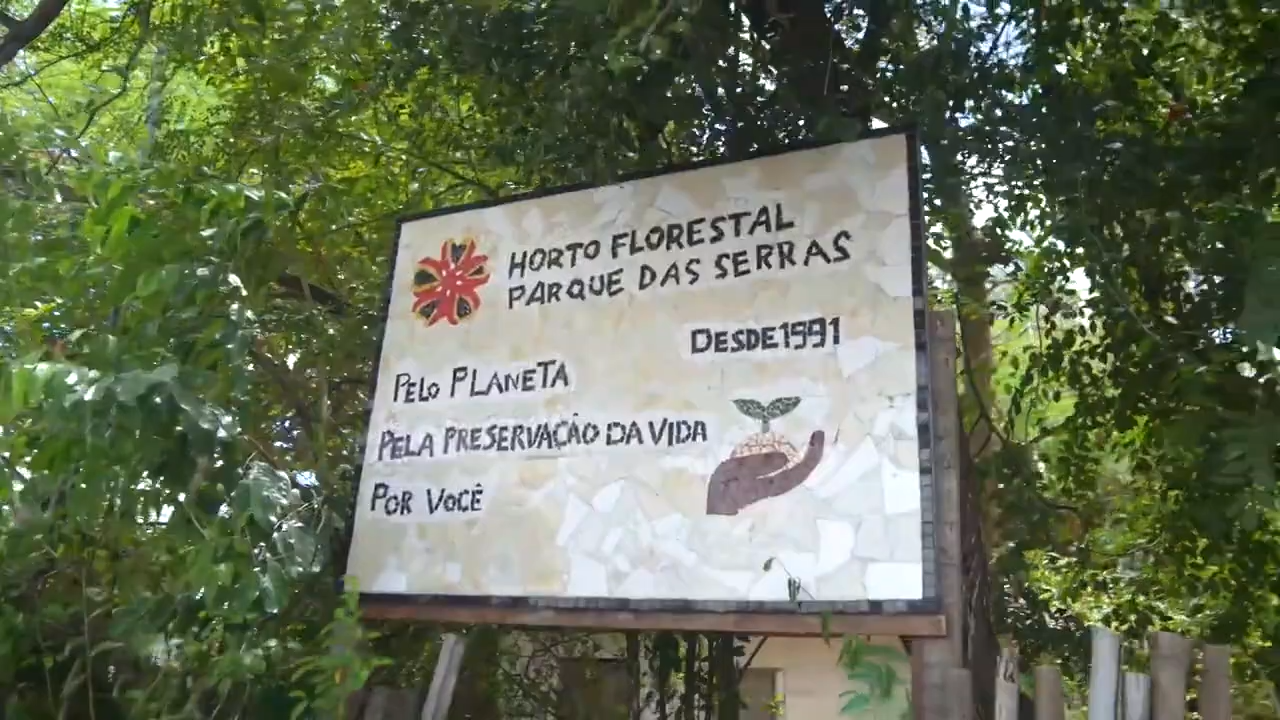 HORTO FLORESTAL
PARQUE DAS SERRAS
DESDE 1991
PELO PLANETA
PELA PRESERVAÇÃO DA VIDA
POR VOCÊ